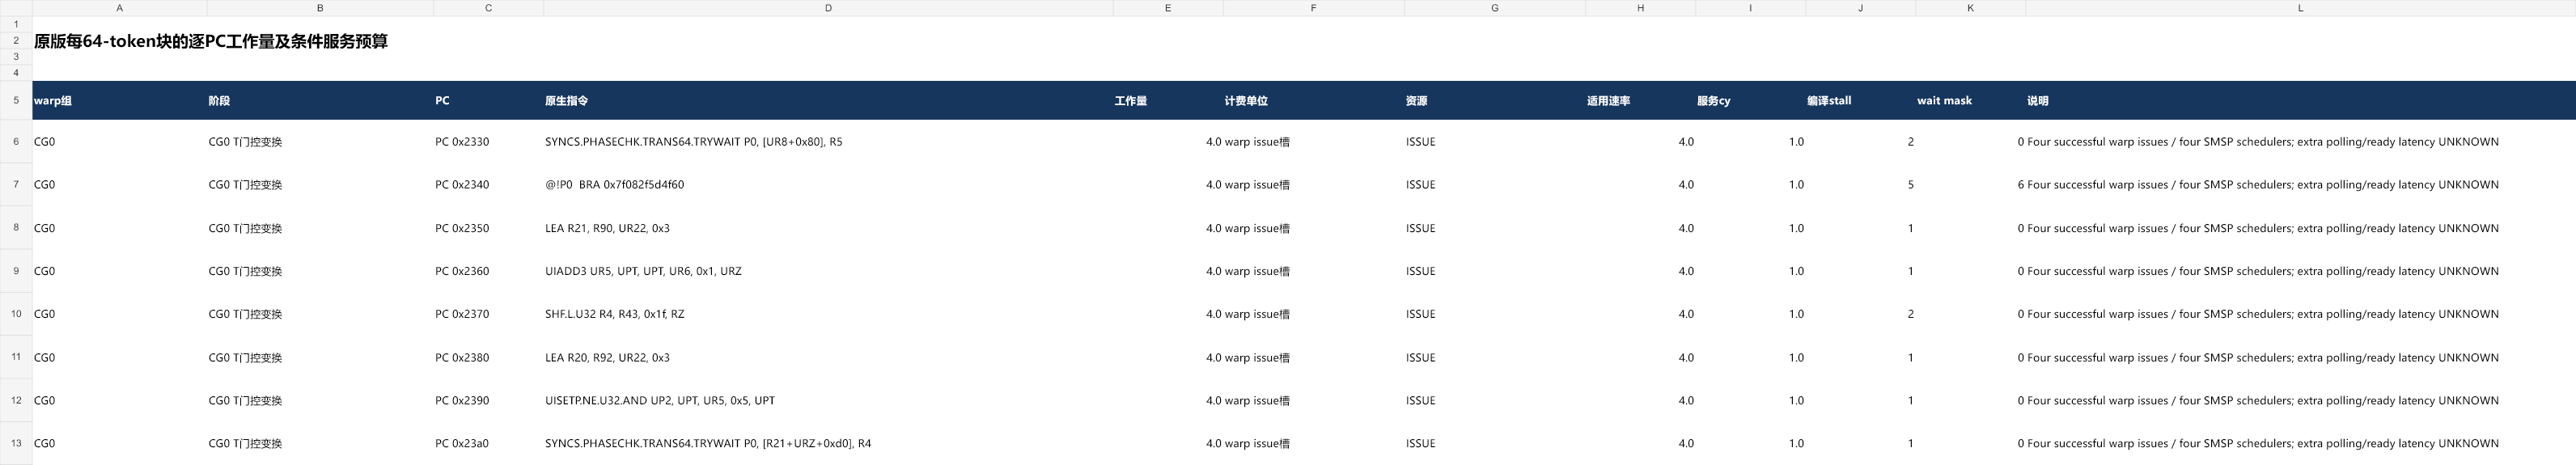 A B C D E F G H I J K L
1
2 原版每64-token块的逐PC工作量及条件服务预算
3
4
5 warp组 阶段 PC 原生指令 工作量 计费单位 资源 适用速率 服务cy 编译stall wait mask 说明
6 CG0 CG0 T门控变换 PC 0x2330 SYNCS.PHASECHK.TRANS64.TRYWAIT P0, [UR8+0x80], R5 4.0 warp issue槽 ISSUE 4.0 1.0 2 0 Four successful warp issues / four SMSP schedulers; extra polling/ready latency UNKNOWN
7 CG0 CG0 T门控变换 PC 0x2340 @!P0 BRA 0x7f082f5d4f60 4.0 warp issue槽 ISSUE 4.0 1.0 5 6 Four successful warp issues / four SMSP schedulers; extra polling/ready latency UNKNOWN
8 CG0 CG0 T门控变换 PC 0x2350 LEA R21, R90, UR22, 0x3 4.0 warp issue槽 ISSUE 4.0 1.0 1 0 Four successful warp issues / four SMSP schedulers; extra polling/ready latency UNKNOWN
9 CG0 CG0 T门控变换 PC 0x2360 UIADD3 UR5, UPT, UPT, UR6, 0x1, URZ 4.0 warp issue槽 ISSUE 4.0 1.0 1 0 Four successful warp issues / four SMSP schedulers; extra polling/ready latency UNKNOWN
10 CG0 CG0 T门控变换 PC 0x2370 SHF.L.U32 R4, R43, 0x1f, RZ 4.0 warp issue槽 ISSUE 4.0 1.0 2 0 Four successful warp issues / four SMSP schedulers; extra polling/ready latency UNKNOWN
11 CG0 CG0 T门控变换 PC 0x2380 LEA R20, R92, UR22, 0x3 4.0 warp issue槽 ISSUE 4.0 1.0 1 0 Four successful warp issues / four SMSP schedulers; extra polling/ready latency UNKNOWN
12 CG0 CG0 T门控变换 PC 0x2390 UISETP.NE.U32.AND UP2, UPT, UR5, 0x5, UPT 4.0 warp issue槽 ISSUE 4.0 1.0 1 0 Four successful warp issues / four SMSP schedulers; extra polling/ready latency UNKNOWN
13 CG0 CG0 T门控变换 PC 0x23a0 SYNCS.PHASECHK.TRANS64.TRYWAIT P0, [R21+URZ+0xd0], R4 4.0 warp issue槽 ISSUE 4.0 1.0 1 0 Four successful warp issues / four SMSP schedulers; extra polling/ready latency UNKNOWN